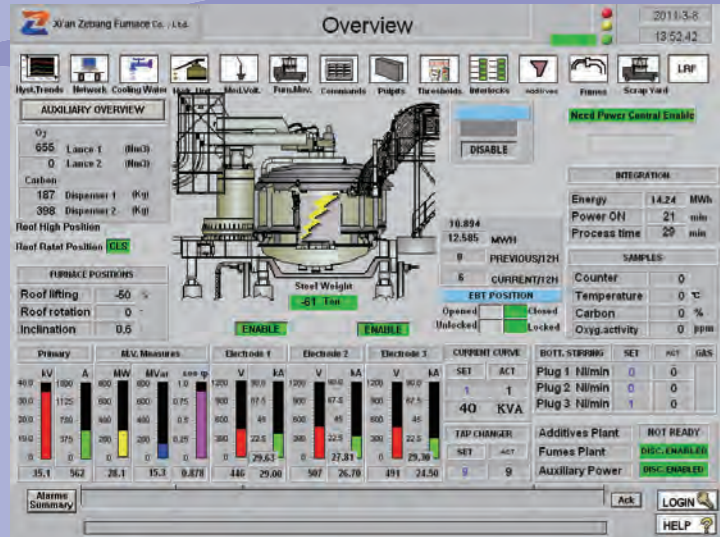 Xi'an Zebang Furnace Co. , Ltd.
Overview
2011-3-8
13:52:42
Hyst.Trends Network Cooling Water Hydr. Unit Med.Volt. Furn.Mov. Commands Pulpits Thresholds Interlocks additives Fumes Scrap Yard
LRF
AUXILIARY OVERVIEW
O2
655 Lance 1 (Nm3)
0 Lance 2 (Nm3)
Carbon
187 Dispenser 1 (Kg)
398 Dispenser 2 (Kg)
Roof High Position
Roof Rotat Position CLS
FURNACE POSITIONS
Roof lifting -50
Roof rotation 0
Inclination 0.6
Steel Weight
-61 Ton
ENABLE ENABLE
DISABLE
10.894
12.585 MWH
PREVIOUS/12H
6 CURRENT/12H
EBT POSITION
Opened Closed
Unlocked Locked
Need Power Control Enable
INTEGRATION
Energy 14.24 MWh
Power ON 21 min
Process time 29 min
SAMPLES
Counter 0
Temperature 0 ℃
Carbon 0 %
Oxyg.activity 0 ppm
Primary M.V. Measures Electrode 1 Electrode 2 Electrode 3
kV A MW MVar cos φ V kA V kA V kA
29.63 27.81 29.30
35.1 562 28.1 15.3 0.878 446 29.00 507 26.70 491 24.50
CURRENT CURVE
SET ACT
1 1
40 KVA
TAP CHANGER
SET ACT
9 9
BOTT. STIRRING SET ACT GAS
Plug 1 Nl/min 0 0
Plug 2 Nl/min 0 0
Plug 3 Nl/min 1 0
Additives Plant NOT READY
Fumes Plant DISC. ENABLED
Auxiliary Power DISC. ENABLED
Alarms
Summary
Ack
LOGIN
HELP ?